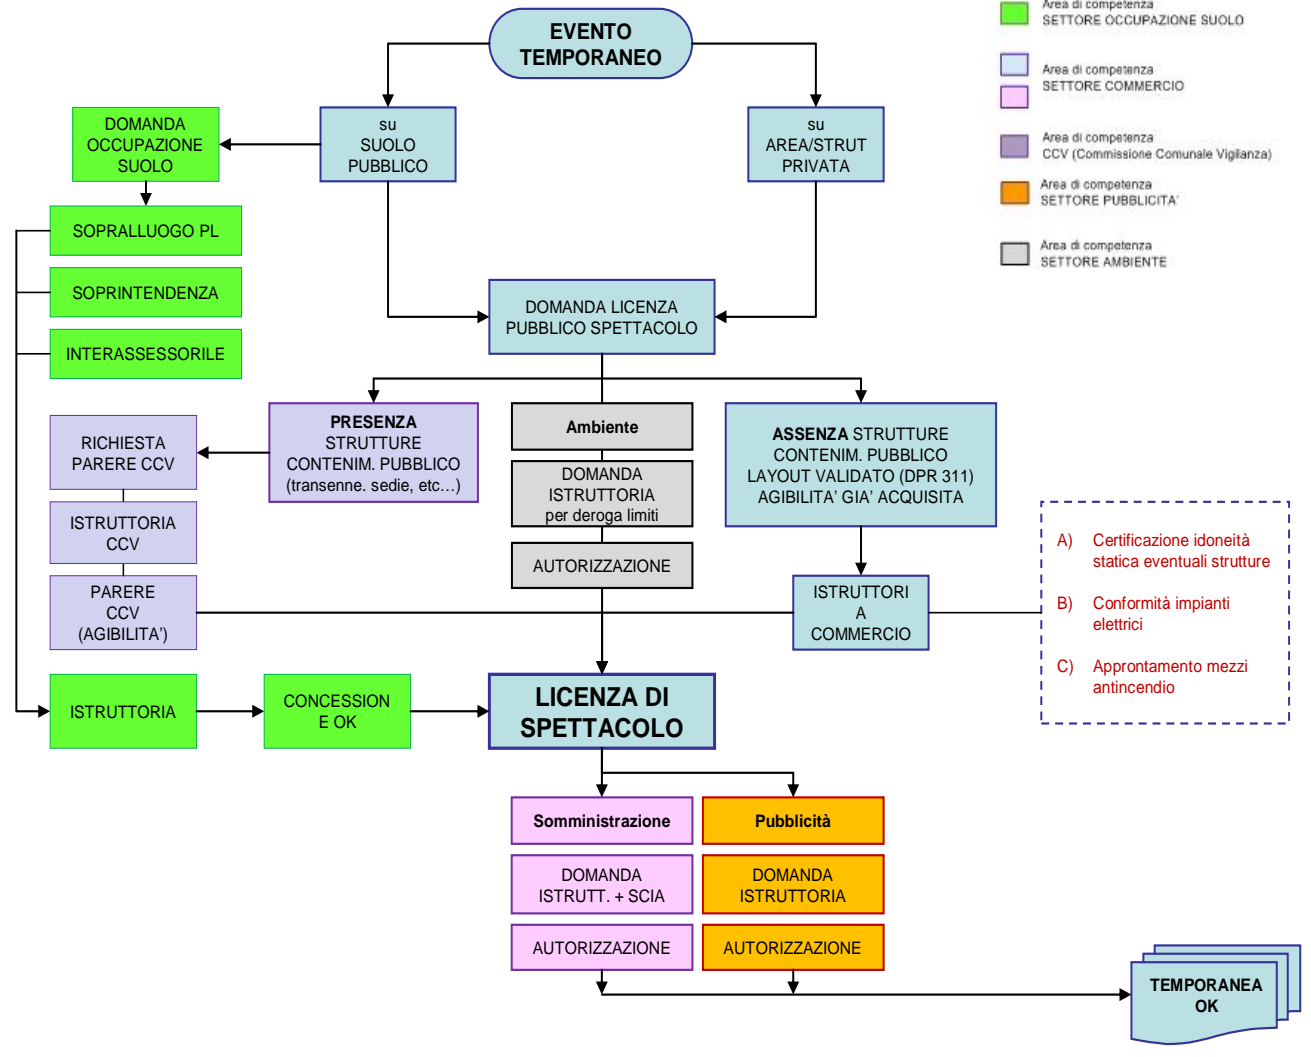 EVENTO
TEMPORANEO
Area di competenza
SETTORE OCCUPAZIONE SUOLO
Area di competenza
SETTORE COMMERCIO
Area di competenza
CCV (Commissione Comunale Vigilanza)
Area di competenza
SETTORE PUBBLICITA'
Area di competenza
SETTORE AMBIENTE
DOMANDA
OCCUPAZIONE
SUOLO
su
SUOLO
PUBBLICO
su
AREA/STRUT
PRIVATA
SOPRALLUOGO PL
SOPRINTENDENZA
INTERASSESSORILE
DOMANDA LICENZA
PUBBLICO SPETTACOLO
RICHIESTA
PARERE CCV
PRESENZA
STRUTTURE
CONTENIM. PUBBLICO
(transenne. sedie, etc…)
Ambiente
DOMANDA
ISTRUTTORIA
per deroga limiti
AUTORIZZAZIONE
ASSENZA STRUTTURE
CONTENIM. PUBBLICO
LAYOUT VALIDATO (DPR 311)
AGIBILITA’ GIA’ ACQUISITA
ISTRUTTORIA
CCV
PARERE
CCV
(AGIBILITA’)
ISTRUTTORI
A
COMMERCIO
A) Certificazione idoneità
statica eventuali strutture
B) Conformità impianti
elettrici
C) Approntamento mezzi
antincendio
ISTRUTTORIA
CONCESSION
E OK
LICENZA DI
SPETTACOLO
Somministrazione
Pubblicità
DOMANDA
ISTRUTT. + SCIA
DOMANDA
ISTRUTTORIA
AUTORIZZAZIONE
AUTORIZZAZIONE
TEMPORANEA
OK